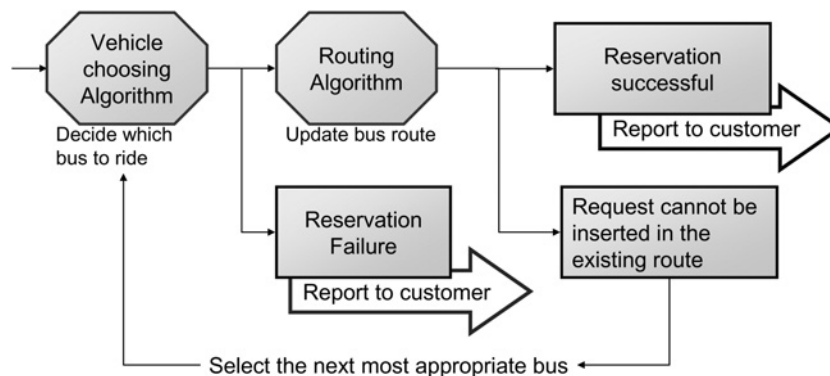 Vehicle
choosing
Algorithm
Decide which
bus to ride
Routing
Algorithm
Update bus route
Reservation
successful
Report to customer
Reservation
Failure
Report to customer
Request cannot be
inserted in the
existing route
Select the next most appropriate bus